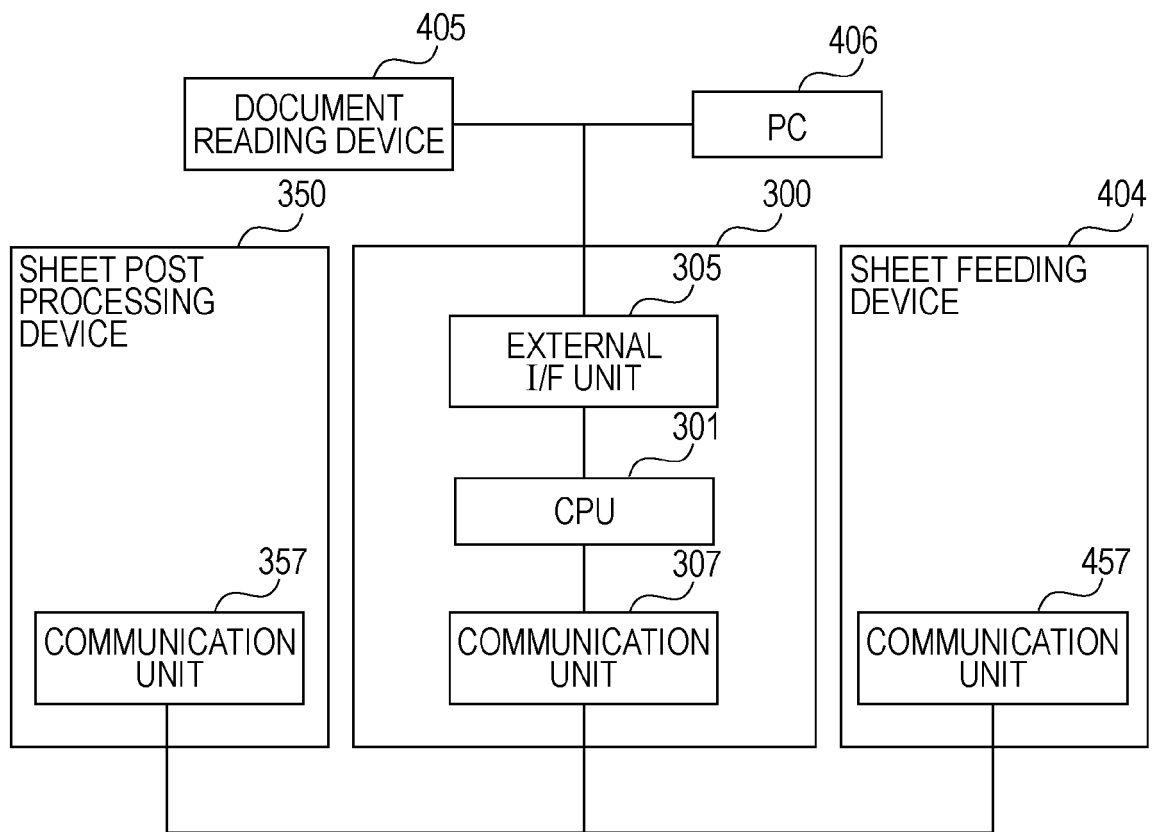 405
406
DOCUMENT
READING DEVICE
PC
350
300
404
SHEET POST
PROCESSING
DEVICE
305
SHEET FEEDING
DEVICE
EXTERNAL
I/F UNIT
301
CPU
357
307
457
COMMUNICATION
UNIT
COMMUNICATION
UNIT
COMMUNICATION
UNIT